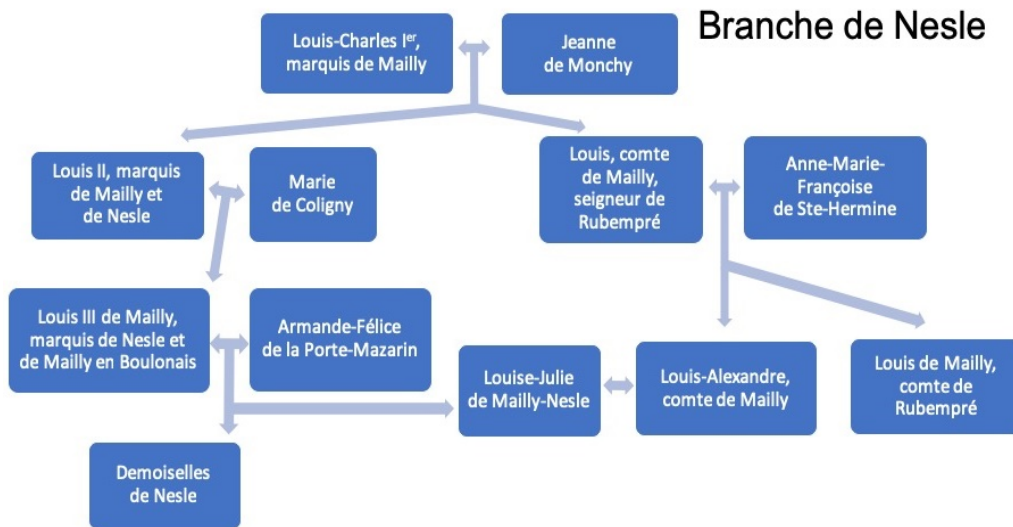 Branche de Nesle
Louis-Charles Iᵉʳ,
marquis de Mailly
Jeanne
de Monchy
Louis II, marquis
de Mailly et
de Nesle
Marie
de Coligny
Louis, comte
de Mailly,
seigneur de
Rubempré
Anne-Marie-
Françoise
de Ste-Hermine
Louis III de Mailly,
marquis de Nesle et
de Mailly en Boulonais
Armande-Félice
de la Porte-Mazarin
Louise-Julie
de Mailly-Nesle
Louis-Alexandre,
comte de Mailly
Louis de Mailly,
comte de
Rubempré
Demoiselles
de Nesle